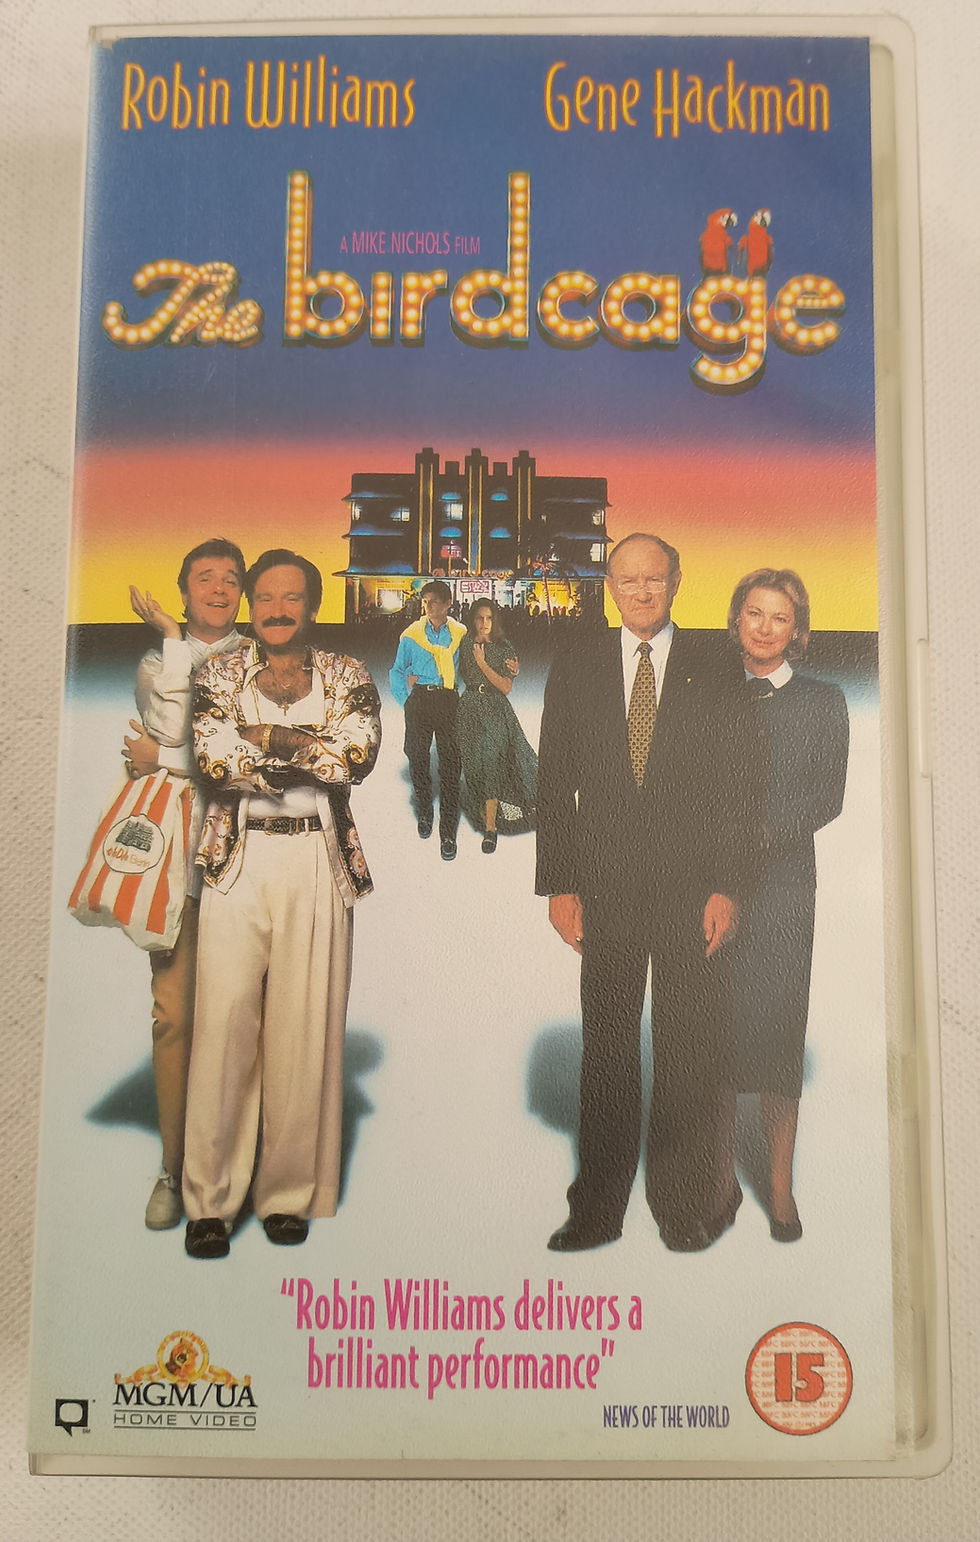 Robin Williams Gene Hackman
A MIKE NICHOLS FILM
The birdcage
"Robin Williams delivers a
brilliant performance"
NEWS OF THE WORLD
MGM/UA
HOME VIDEO
15